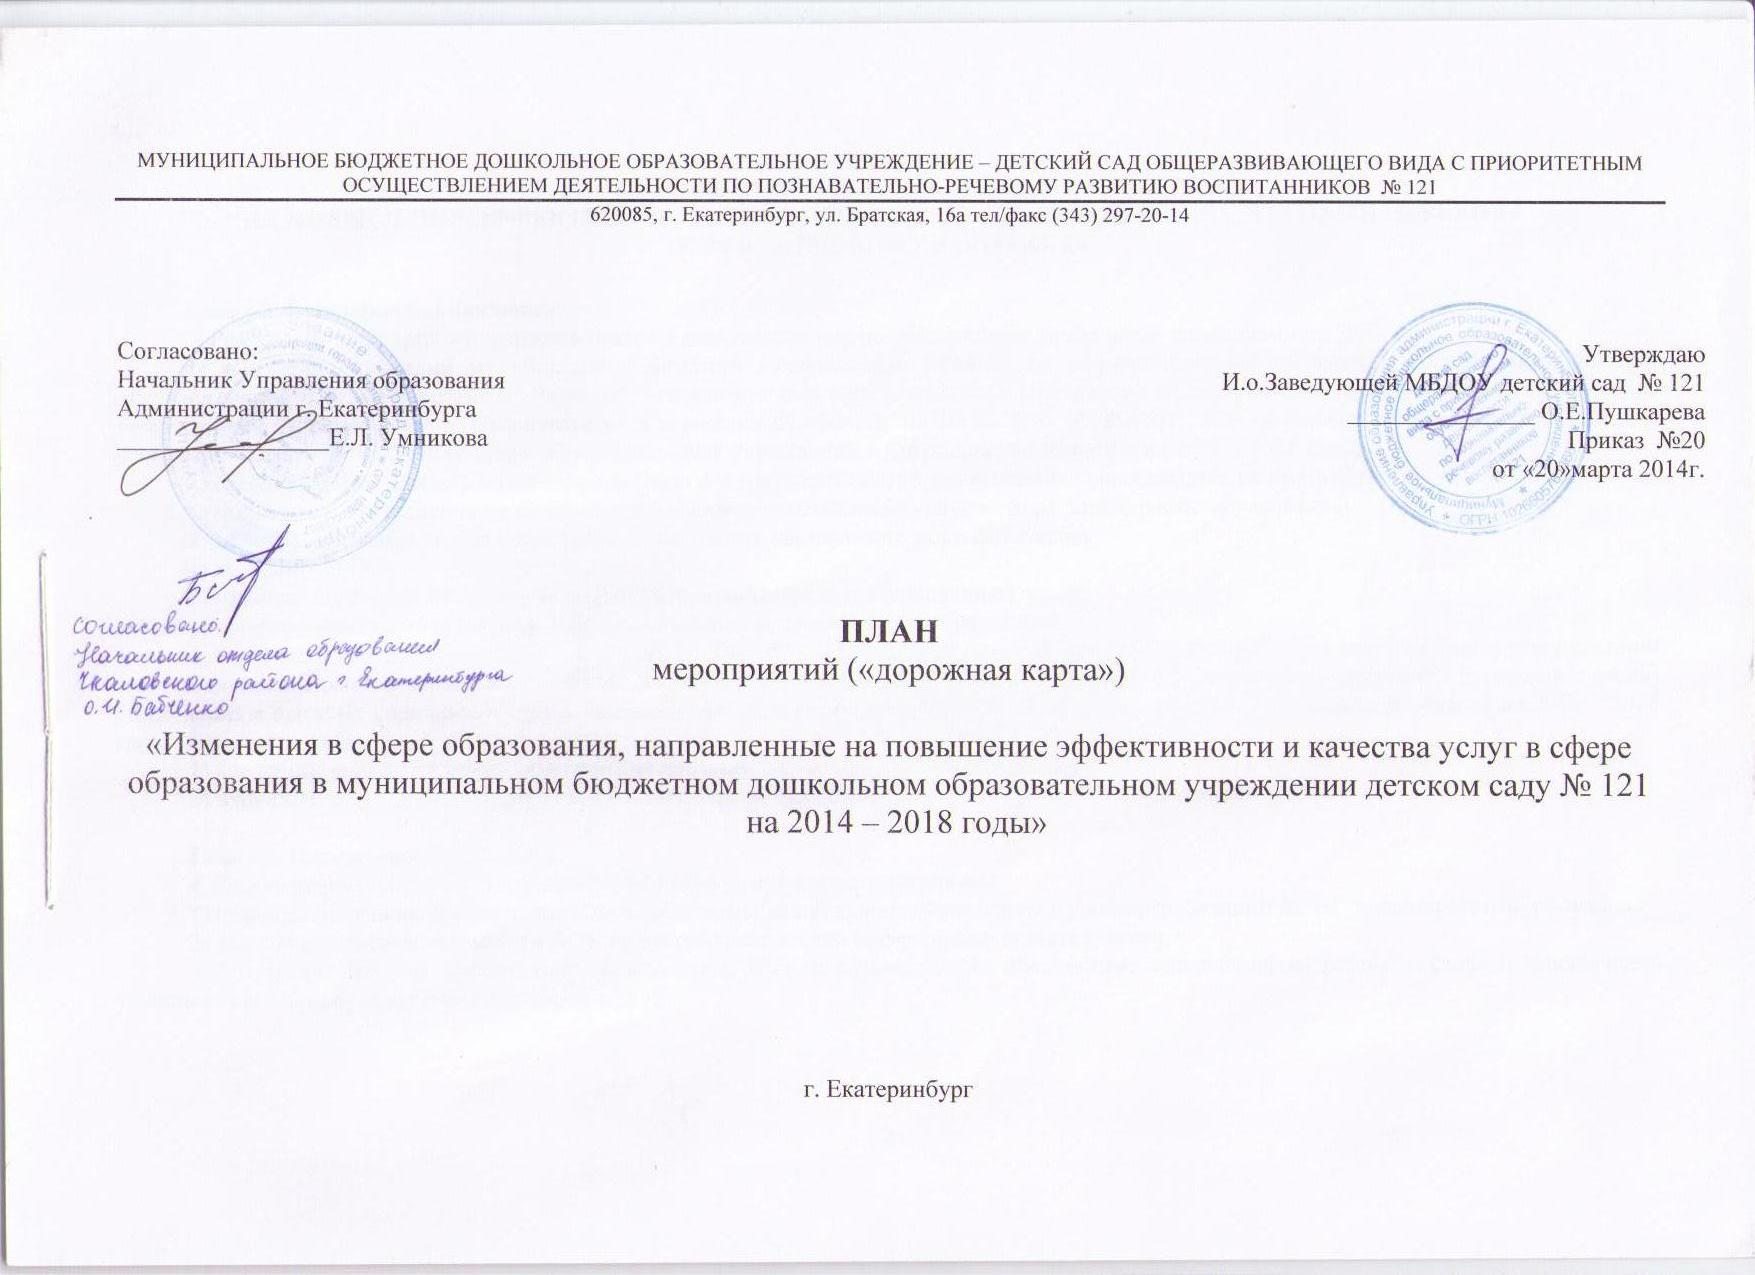 МУНИЦИПАЛЬНОЕ БЮДЖЕТНОЕ ДОШКОЛЬНОЕ ОБРАЗОВАТЕЛЬНОЕ УЧРЕЖДЕНИЕ – ДЕТСКИЙ САД ОБЩЕРАЗВИВАЮЩЕГО ВИДА С ПРИОРИТЕТНЫМ
ОСУЩЕСТВЛЕНИЕМ ДЕЯТЕЛЬНОСТИ ПО ПОЗНАВАТЕЛЬНО-РЕЧЕВОМУ РАЗВИТИЮ ВОСПИТАННИКОВ № 121
620085, г. Екатеринбург, ул. Братская, 16а тел/факс (343) 297-20-14
Согласовано:
Начальник Управления образования
Администрации г. Екатеринбурга
Е.Л. Умникова
Утверждаю
И.о.Заведующей МБДОУ детский сад № 121
О.Е.Пушкарева
Приказ №20
от «20»марта 2014г.
Согласовано.
Начальник отдела образования
Чкаловского района г. Екатеринбурга
О.И. Бабченко
ПЛАН
мероприятий («дорожная карта»)
«Изменения в сфере образования, направленные на повышение эффективности и качества услуг в сфере
образования в муниципальном бюджетном дошкольном образовательном учреждении детском саду № 121
на 2014 – 2018 годы»
г. Екатеринбург